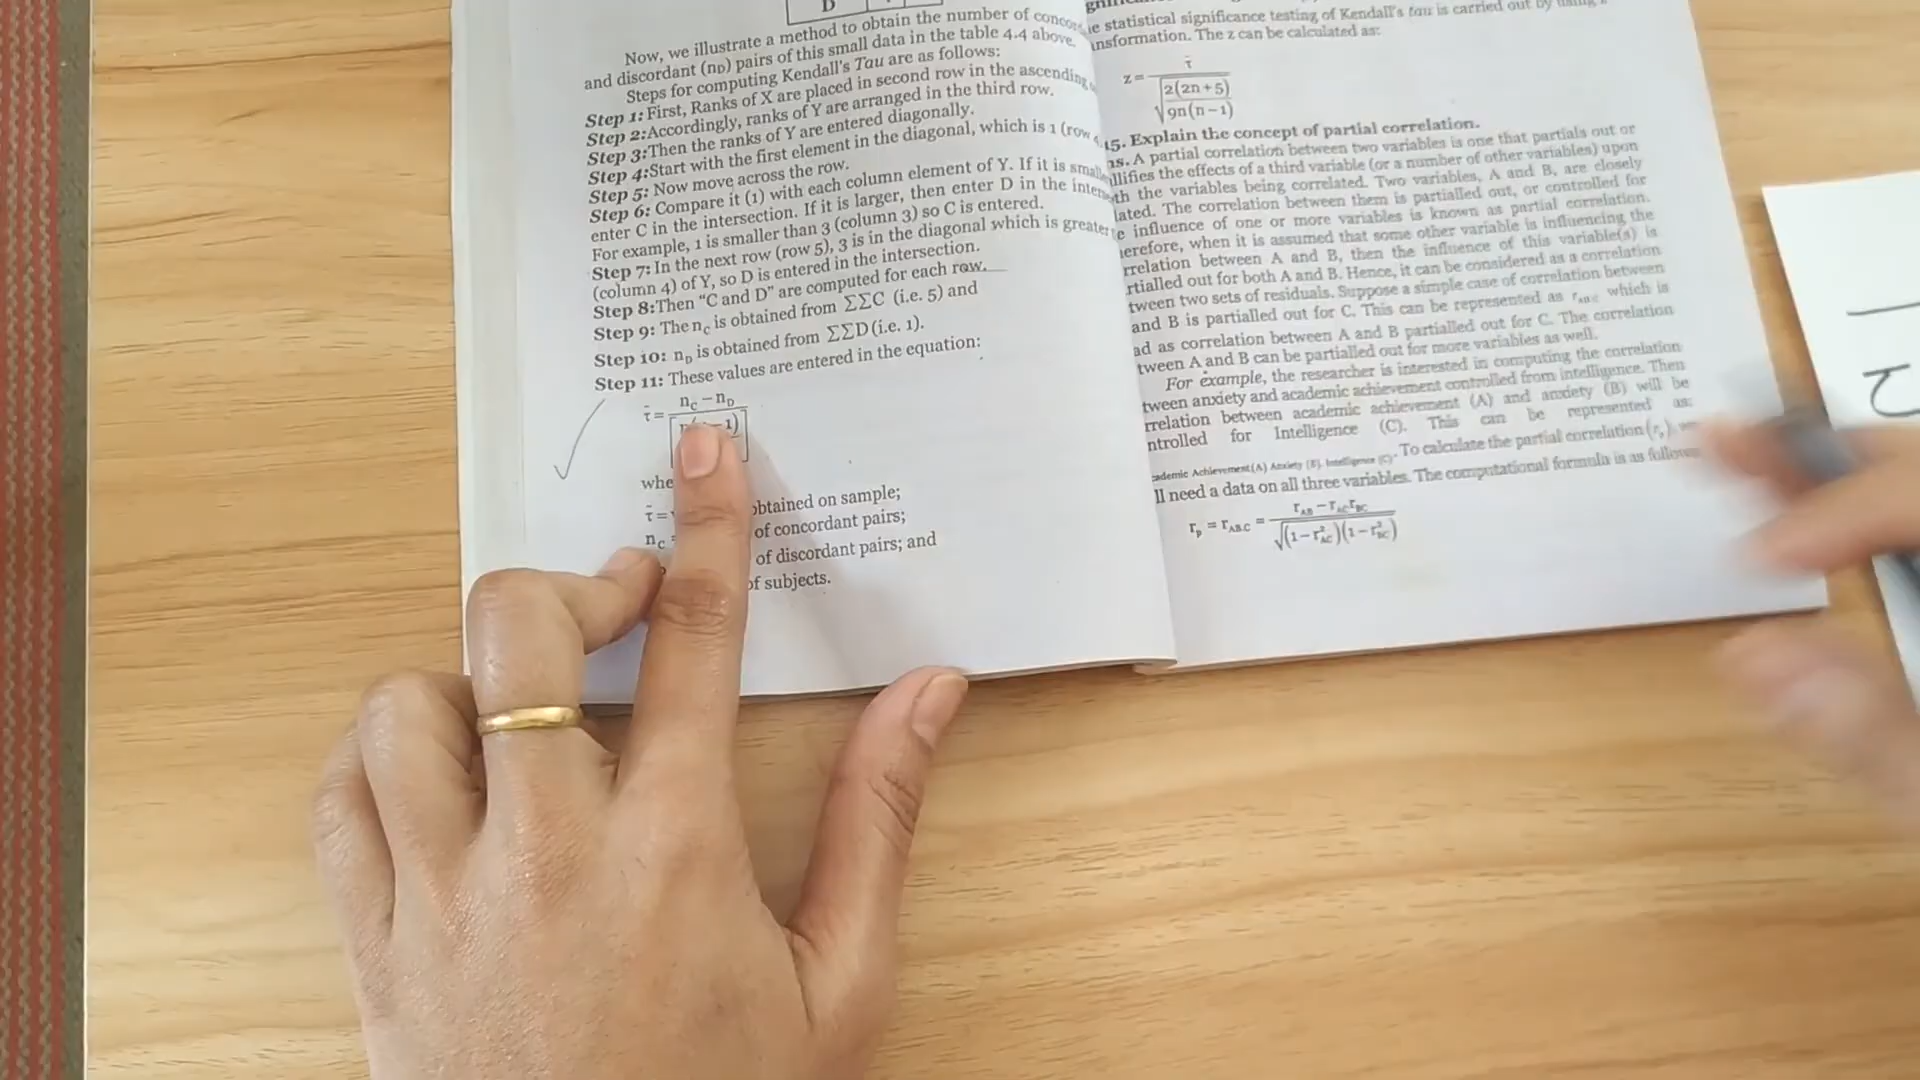 D
Now, we illustrate a method to obtain the number of
and discordant (nD) pairs of this small data in the table 4.4 above.
Steps for computing Kendall's Tau are as follows:
Step 1: First, Ranks of X are placed in second row in the ascending
Step 2:Accordingly, ranks of Y are arranged in the third row.
Step 3:Then the ranks of Y are entered diagonally.
Step 4:Start with the first element in the diagonal, which is 1 (row
Step 5: Now move across the row.
Step 6: Compare it (1) with each column element of Y. If it is
enter C in the intersection. If it is larger, then enter D in the
For example, 1 is smaller than 3 (column 3) so C is entered.
Step 7: In the next row (row 5), 3 is in the diagonal which is greater
(column 4) of Y, so D is entered in the intersection.
Step 8:Then "C and D" are computed for each row.
Step 9: The nc is obtained from ∑∑C (i.e. 5) and
Step 10: nD is obtained from ∑∑D(i.e. 1).
Step 11: These values are entered in the equation:
τ̄ = nC − nD
−1)
whe
τ̄ = obtained on sample;
nC = of concordant pairs;
of discordant pairs; and
of subjects.
statistical significance testing of Kendall's tau is carried out by
ansformation. The z can be calculated as:
z = τ̄ / √(2(2n+5) / 9n(n−1))
15. Explain the concept of partial correlation.
ns. A partial correlation between two variables is one that partials out or
llifies the effects of a third variable (or a number of other variables) upon
th the variables being correlated. Two variables, A and B, are closely
lated. The correlation between them is partialled out, or controlled for
e influence of one or more variables is known as partial correlation.
herefore, when it is assumed that some other variable is influencing the
rrelation between A and B, then the influence of this variable(s) is
rtialled out for both A and B. Hence, it can be considered as a correlation
tween two sets of residuals. Suppose a simple case of correlation between
and B is partialled out for C. This can be represented as rAB.C which is
ad as correlation between A and B partialled out for C. The correlation
tween A and B can be partialled out for more variables as well.
For example, the researcher is interested in computing the correlation
tween anxiety and academic achievement controlled from intelligence. Then
rrelation between academic achievement (A) and anxiety (B) will be
ntrolled for Intelligence (C). This can be represented as:
cademic Achievement(A) Anxiety (B). Intelligence (C). To calculate the partial correlation (rp),
ll need a data on all three variables. The computational formula is as follows
rp = rAB.C = (rAB − rACrBC) / √((1−r²AC)(1−r²BC))